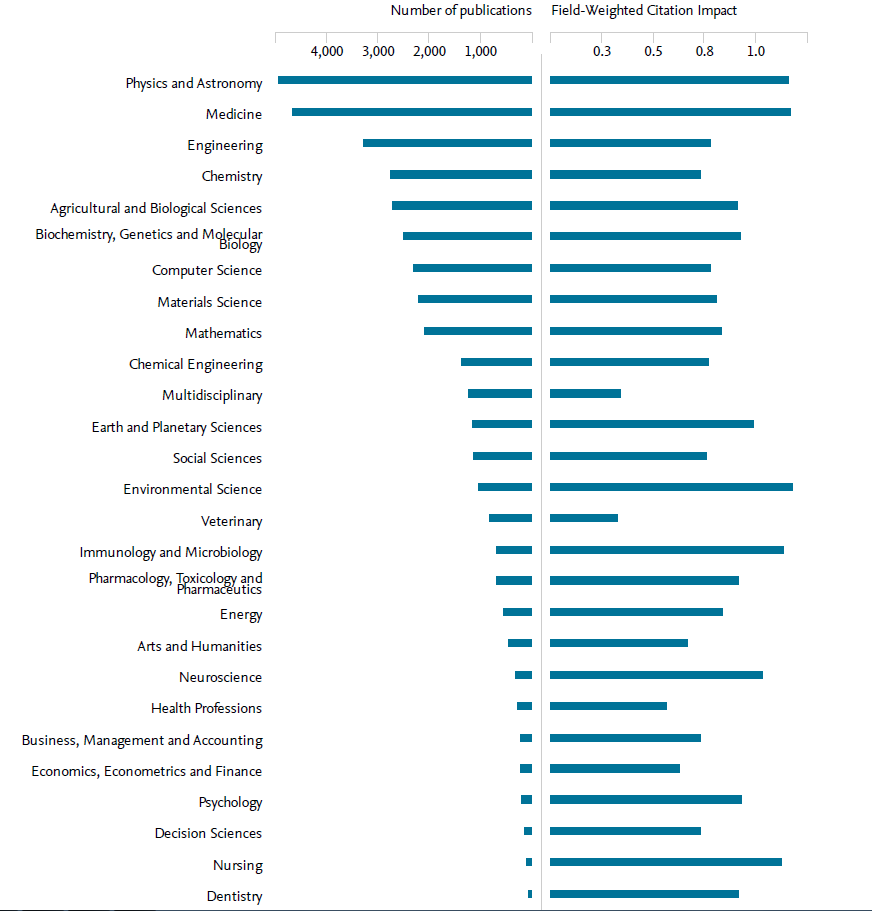 Number of publications Field-Weighted Citation Impact
4,000 3,000 2,000 1,000 0.3 0.5 0.8 1.0
Physics and Astronomy
Medicine
Engineering
Chemistry
Agricultural and Biological Sciences
Biochemistry, Genetics and Molecular
Biology
Computer Science
Materials Science
Mathematics
Chemical Engineering
Multidisciplinary
Earth and Planetary Sciences
Social Sciences
Environmental Science
Veterinary
Immunology and Microbiology
Pharmacology, Toxicology and
Pharmaceutics
Energy
Arts and Humanities
Neuroscience
Health Professions
Business, Management and Accounting
Economics, Econometrics and Finance
Psychology
Decision Sciences
Nursing
Dentistry